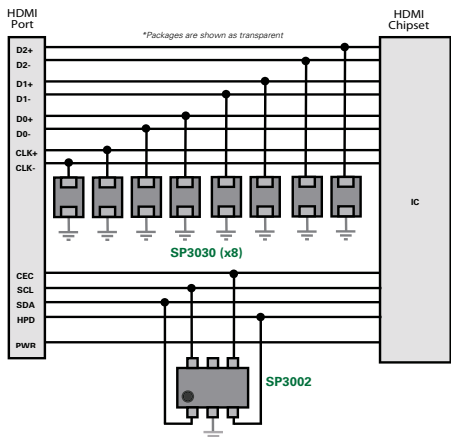 HDMI
Port
HDMI
Chipset
*Packages are shown as transparent
D2+
D2-
D1+
D1-
D0+
D0-
CLK+
CLK-
IC
SP3030 (x8)
CEC
SCL
SDA
HPD
PWR
SP3002